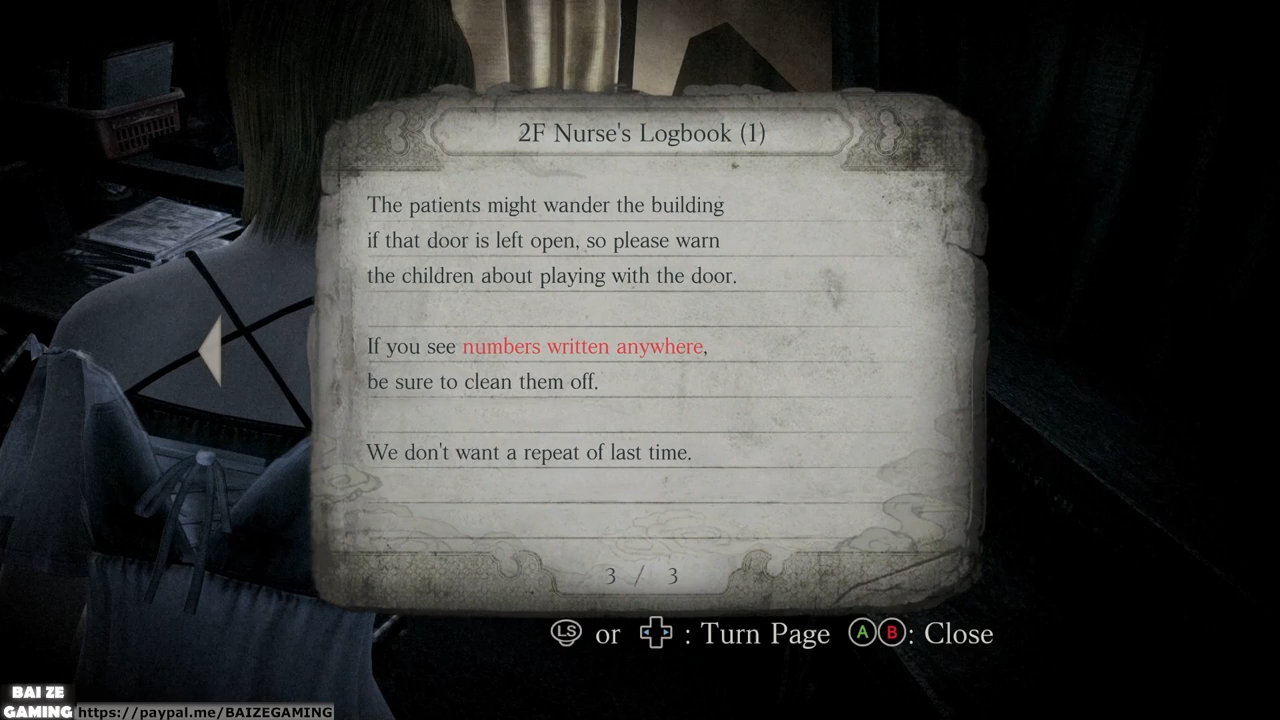 2F Nurse's Logbook (1)
The patients might wander the building
if that door is left open, so please warn
the children about playing with the door.
If you see numbers written anywhere,
be sure to clean them off.
We don't want a repeat of last time.
3 / 3
LS or : Turn Page A B : Close
BAI ZE
GAMING https://paypal.me/BAIZEGAMING